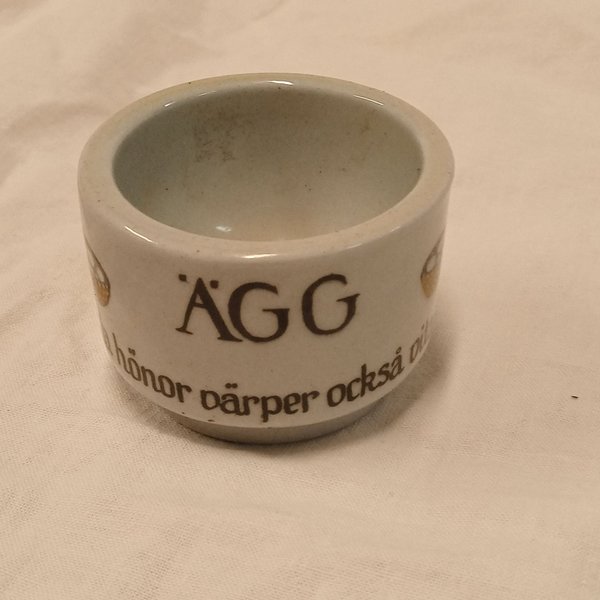 ÄGG
hönor värper också